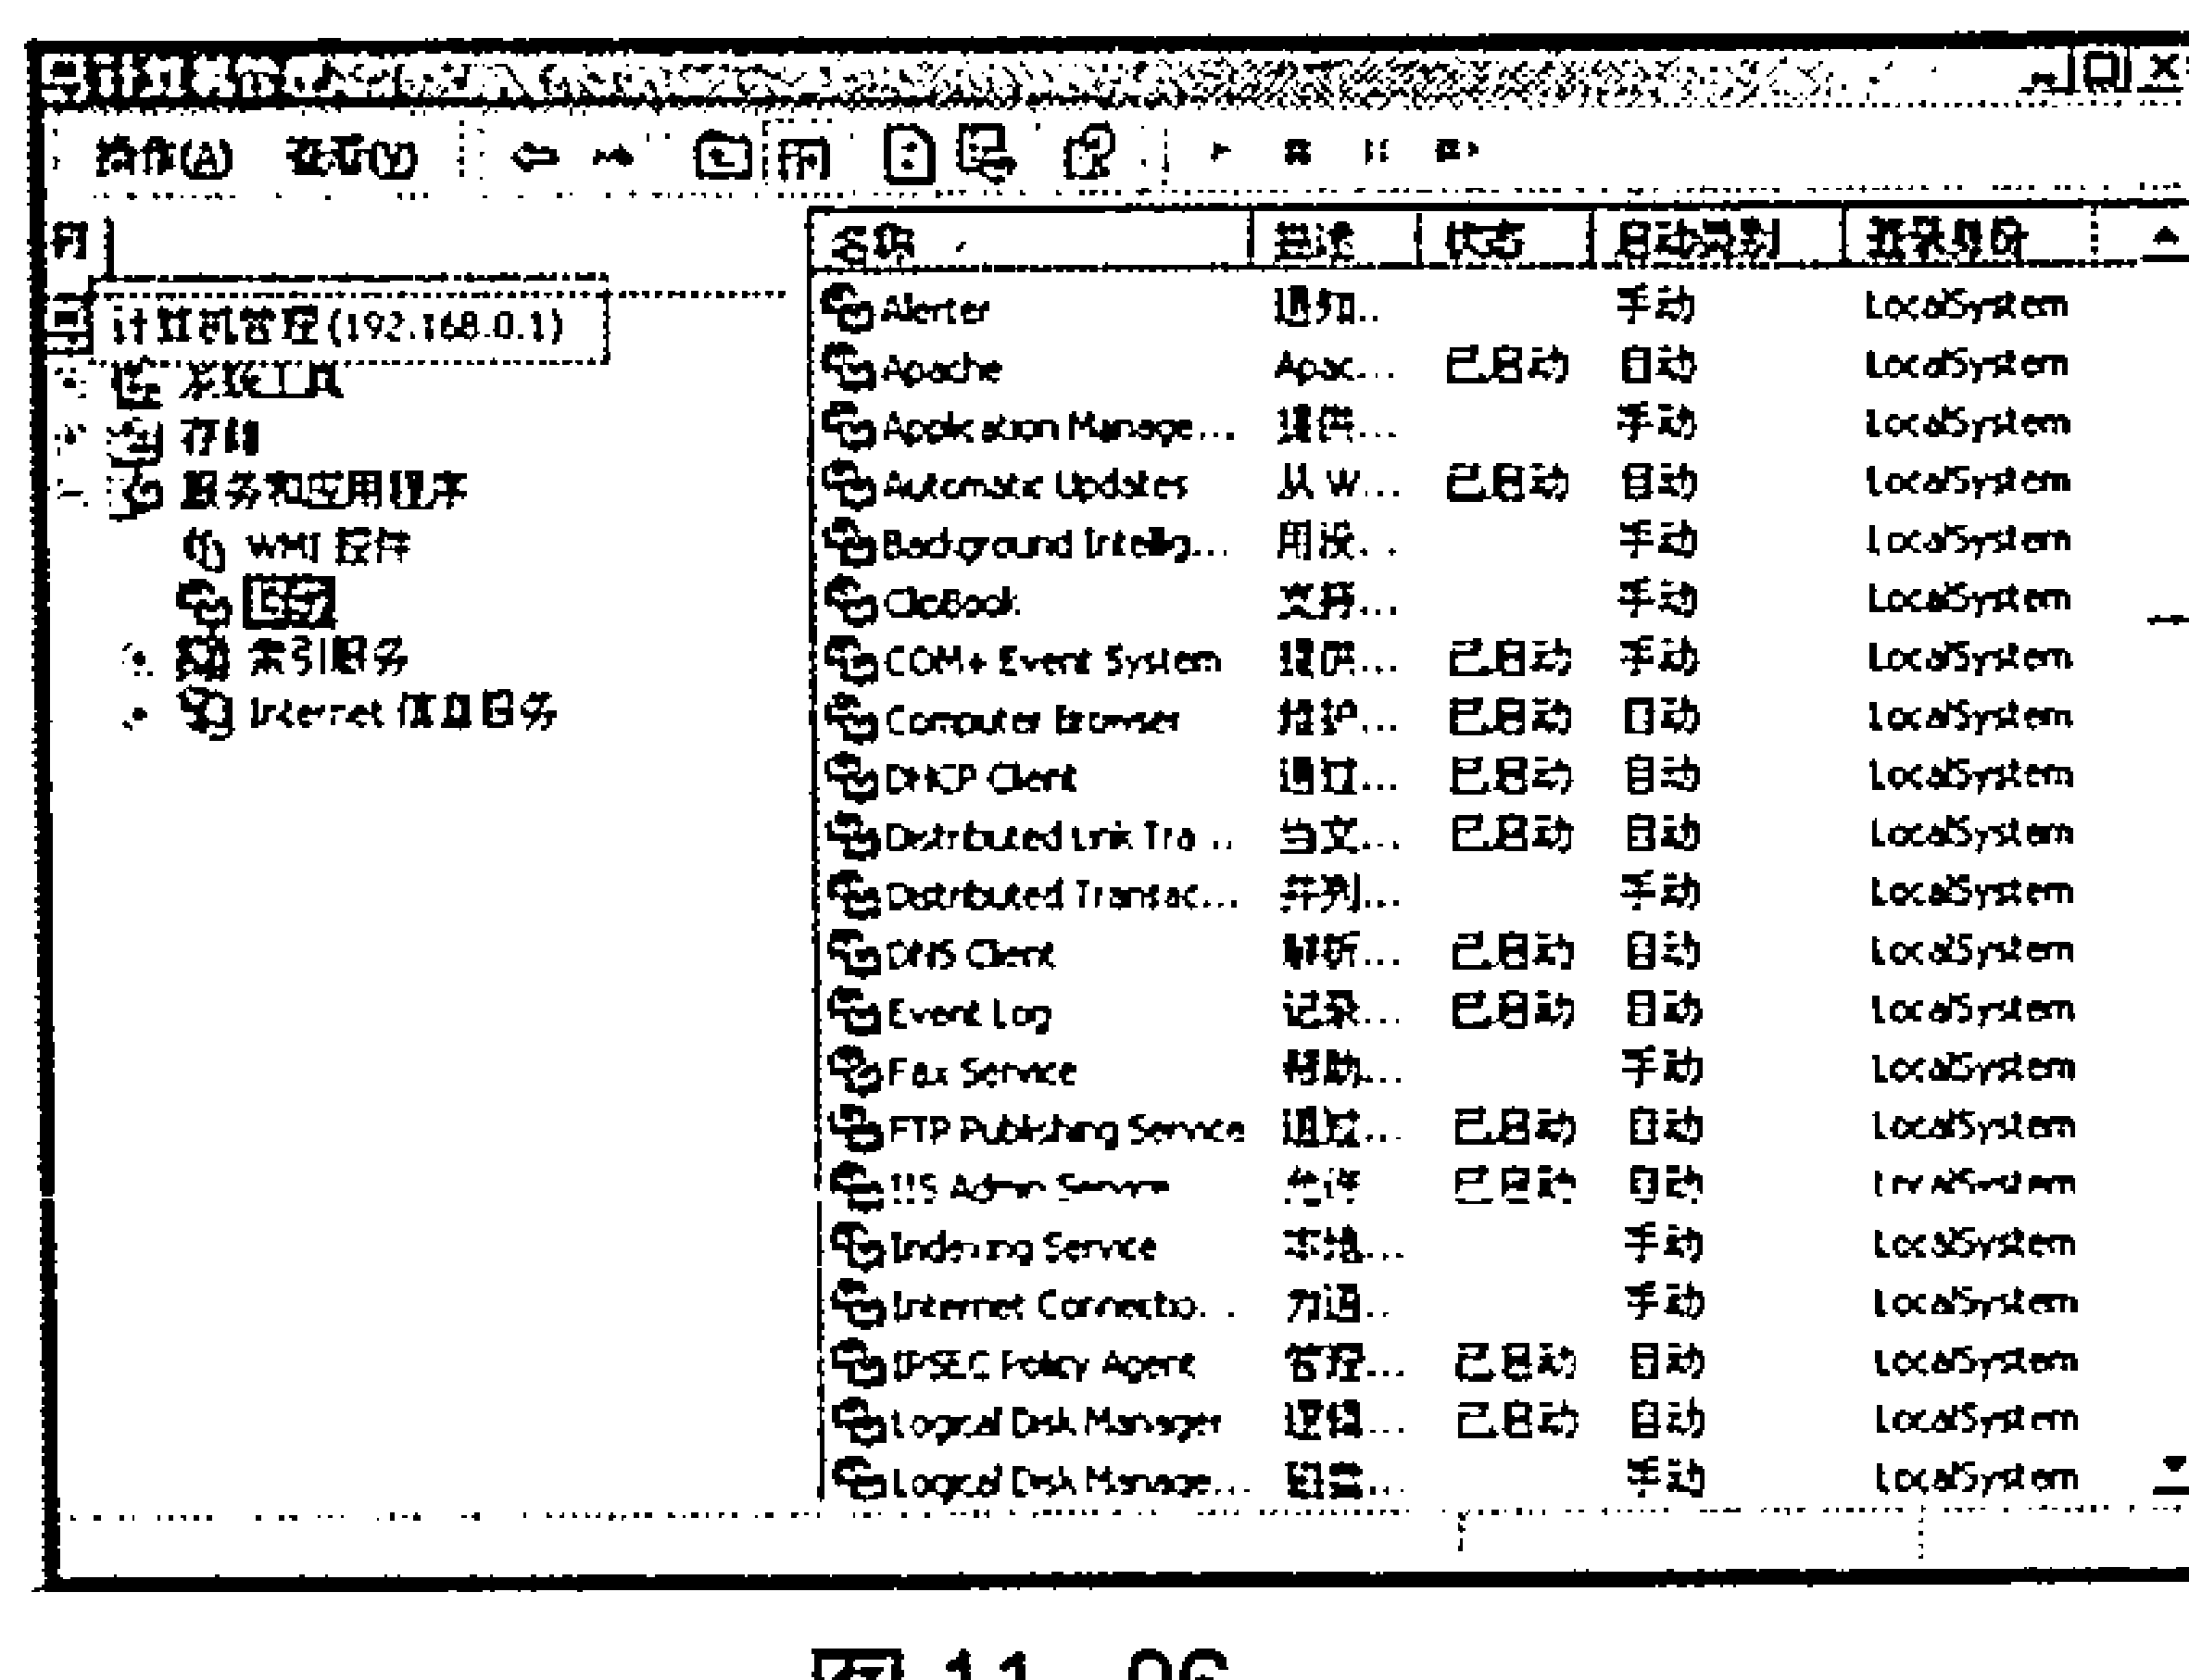 操作(A) 查看(V)
树
计算机管理(192.168.0.1)
系统工具
存储
服务和应用程序
WMI 控件
服务
索引服务
Internet 信息服务
名称 描述 状态 启动类别 登录身份
Alerter 通知.. 手动 LocalSystem
Apache Apac... 已启动 自动 LocalSystem
Application Manage... 提供... 手动 LocalSystem
Automatic Updates 从 W... 已启动 自动 LocalSystem
Background Intellig... 用没... 手动 LocalSystem
ClipBook 支持... 手动 LocalSystem
COM+ Event System 提供... 已启动 手动 LocalSystem
Computer Browser 维护... 已启动 自动 LocalSystem
DHCP Client 通过... 已启动 自动 LocalSystem
Distributed Link Tra... 当文... 已启动 自动 LocalSystem
Distributed Transac... 并列... 手动 LocalSystem
DNS Client 解析... 已启动 自动 LocalSystem
Event Log 记录... 已启动 自动 LocalSystem
Fax Service 帮助... 手动 LocalSystem
FTP Publishing Service 通过... 已启动 自动 LocalSystem
IIS Admin Service 允许 已启动 自动 LocalSystem
Indexing Service 本地... 手动 LocalSystem
Internet Connectio... 为通... 手动 LocalSystem
IPSEC Policy Agent 管理... 已启动 自动 LocalSystem
Logical Disk Manager 逻辑... 已启动 自动 LocalSystem
Logical Disk Manage... 配置... 手动 LocalSystem